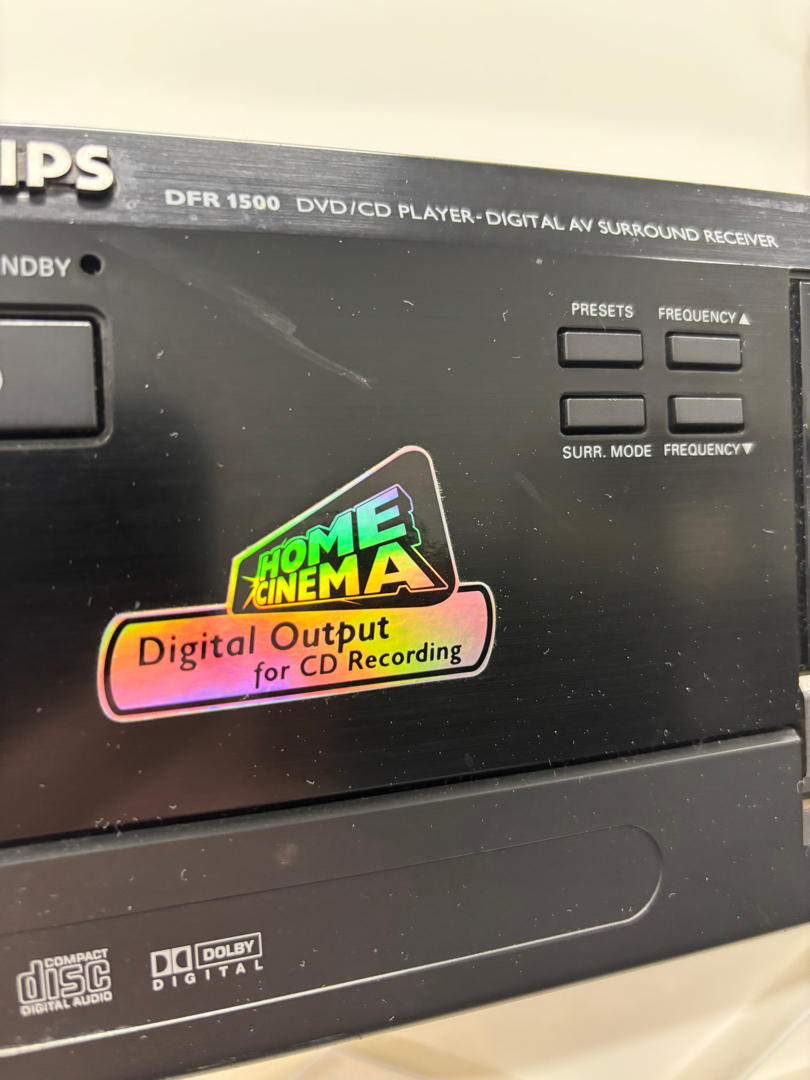 IPS
DFR 1500 DVD/CD PLAYER-DIGITAL AV SURROUND RECEIVER
NDBY
PRESETS FREQUENCY▲
SURR. MODE FREQUENCY▼
HOME
CINEMA
Digital Output
for CD Recording
COMPACT
disc
DIGITAL AUDIO
DOLBY
DIGITAL